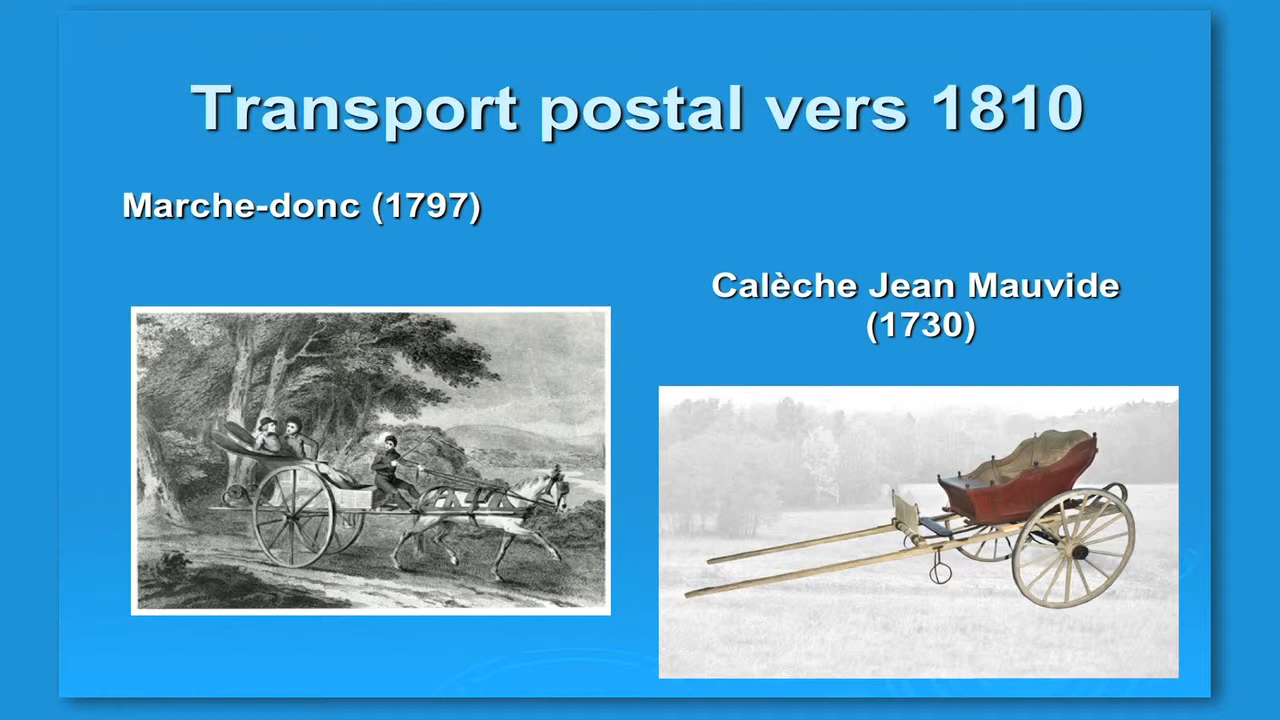 Transport postal vers 1810
Marche-donc (1797)
Calèche Jean Mauvide
(1730)